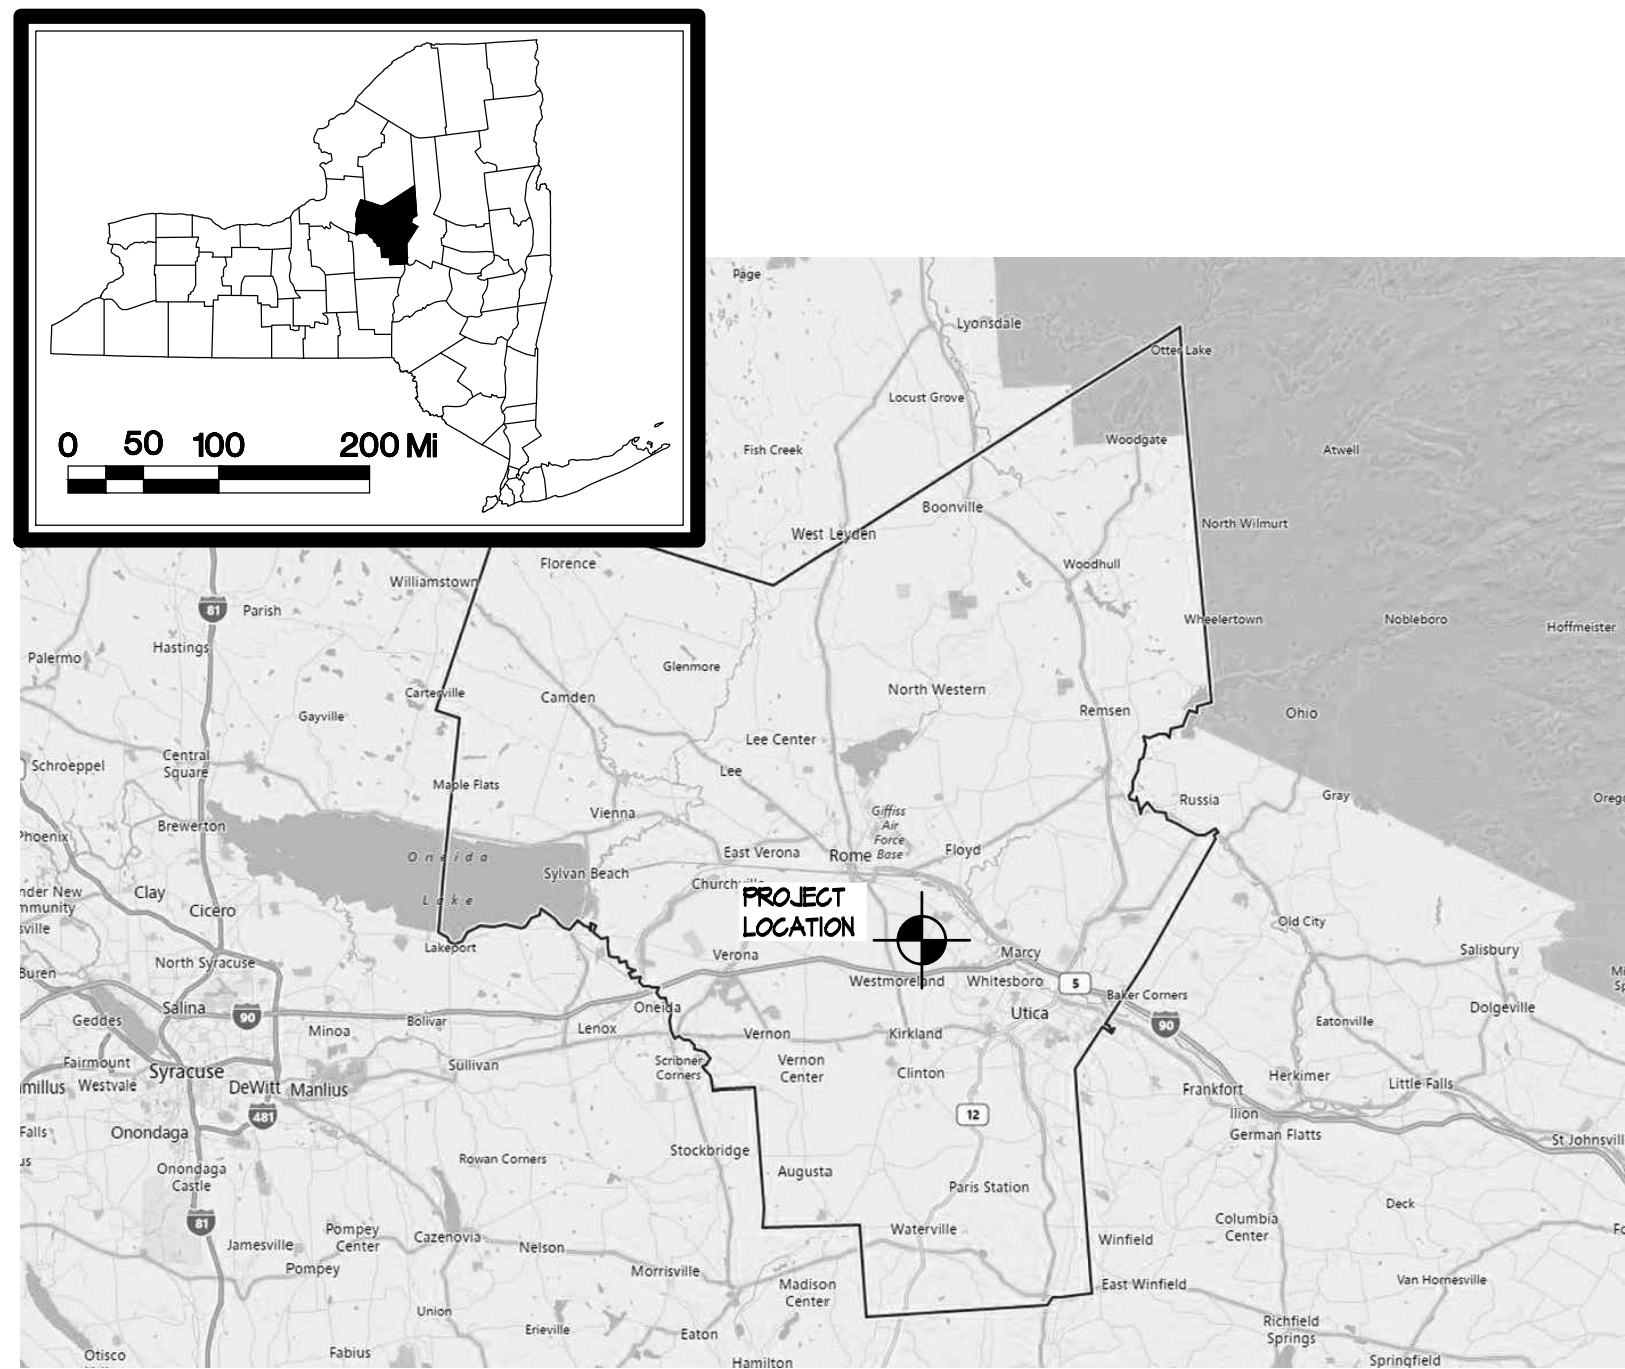 0 50 100 200 Mi
Page
Lyonsdale
Otter Lake
Locust Grove
Woodgate
Fish Creek
Atwell
Boonville
North Wilmurt
West Leyden
Florence
Woodhull
Williamstown
81
Parish
Wheelertown
Nobleboro
Hoffmeister
Hastings
Palermo
Glenmore
Carterville
Camden
North Western
Gayville
Remsen
Ohio
Lee Center
Central
Square
Schroeppel
Lee
Maple Flats
Gray
Vienna
Russia
Giffiss
Air
Force
Base
Brewerton
Phoenix
Oneida
Lake
East Verona
Rome
Floyd
Sylvan Beach
Churchville
Clay
Cicero
PROJECT
LOCATION
Old City
Lakeport
Verona
Marcy
Salisbury
North Syracuse
Westmoreland
Whitesboro
5
Baker Corners
Buren
Salina
Oneida
Utica
Dolgeville
Geddes
90
Minoa
Bolivar
Lenox
Vernon
Kirkland
90
Eatonville
Fairmount
Syracuse
Sullivan
Scribner
Corners
Vernon
Center
Clinton
Herkimer
Little Falls
Westvale
DeWitt
Manlius
Frankfort
481
12
Ilion
Onondaga
German Flatts
Stockbridge
Rowan Corners
Onondaga
Castle
Augusta
Paris Station
Deck
81
Pompey
Center
Cazenovia
Waterville
Columbia
Center
Jamesville
Nelson
Winfield
Pompey
Morrisville
Madison
Center
East Winfield
Van Hornesville
Union
Erieville
Eaton
Richfield
Springs
Otisco
Fabius
Hamilton
Springfield